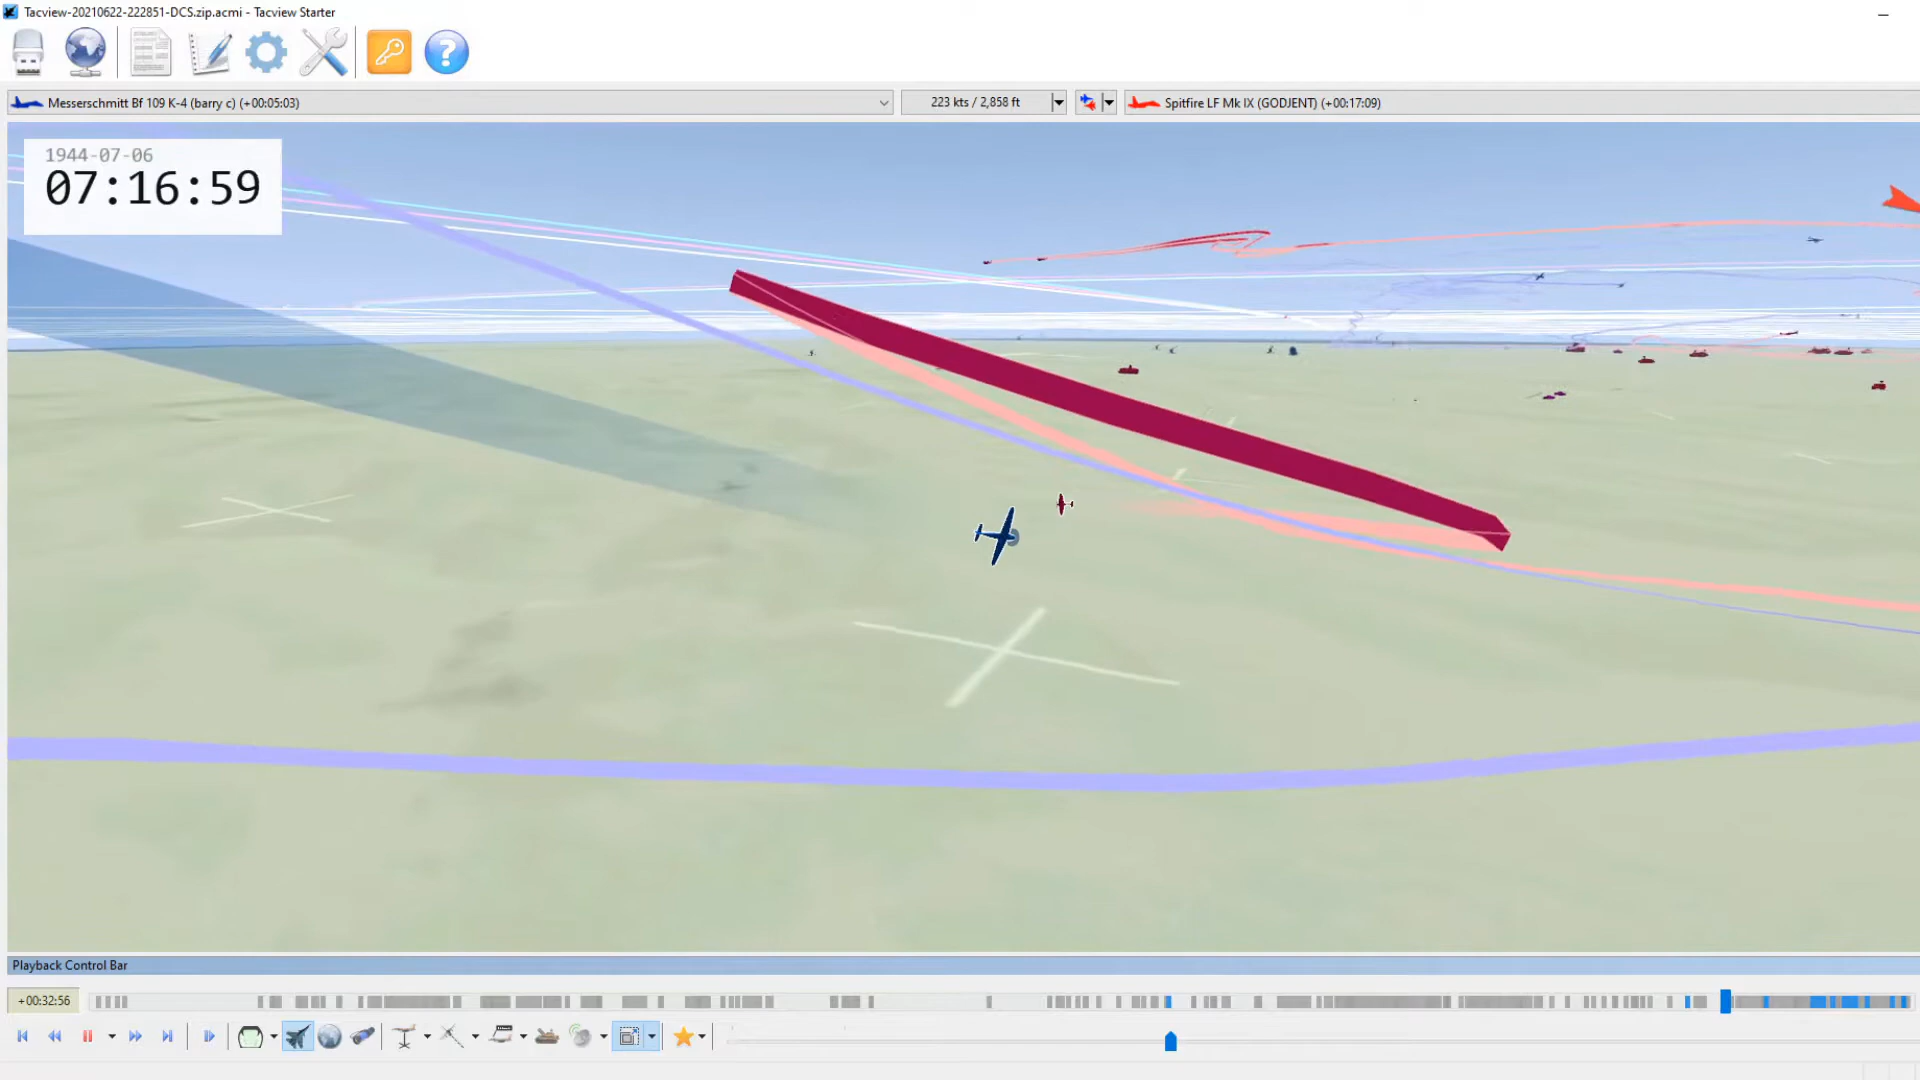 Tacview-20210622-222851-DCS.zip.acmi - Tacview Starter
Messerschmitt Bf 109 K-4 (barry c) (+00:05:03)
223 kts / 2,858 ft
Spitfire LF Mk IX (GODJENT) (+00:17:09)
1944-07-06
07:16:59
Playback Control Bar
+00:32:56